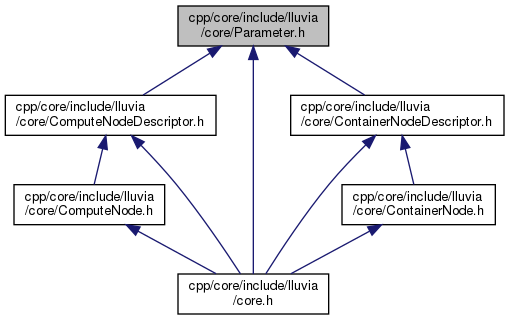 cpp/core/include/lluvia
/core/Parameter.h
cpp/core/include/lluvia
/core/ComputeNodeDescriptor.h
cpp/core/include/lluvia
/core/ContainerNodeDescriptor.h
cpp/core/include/lluvia
/core/ComputeNode.h
cpp/core/include/lluvia
/core/ContainerNode.h
cpp/core/include/lluvia
/core.h